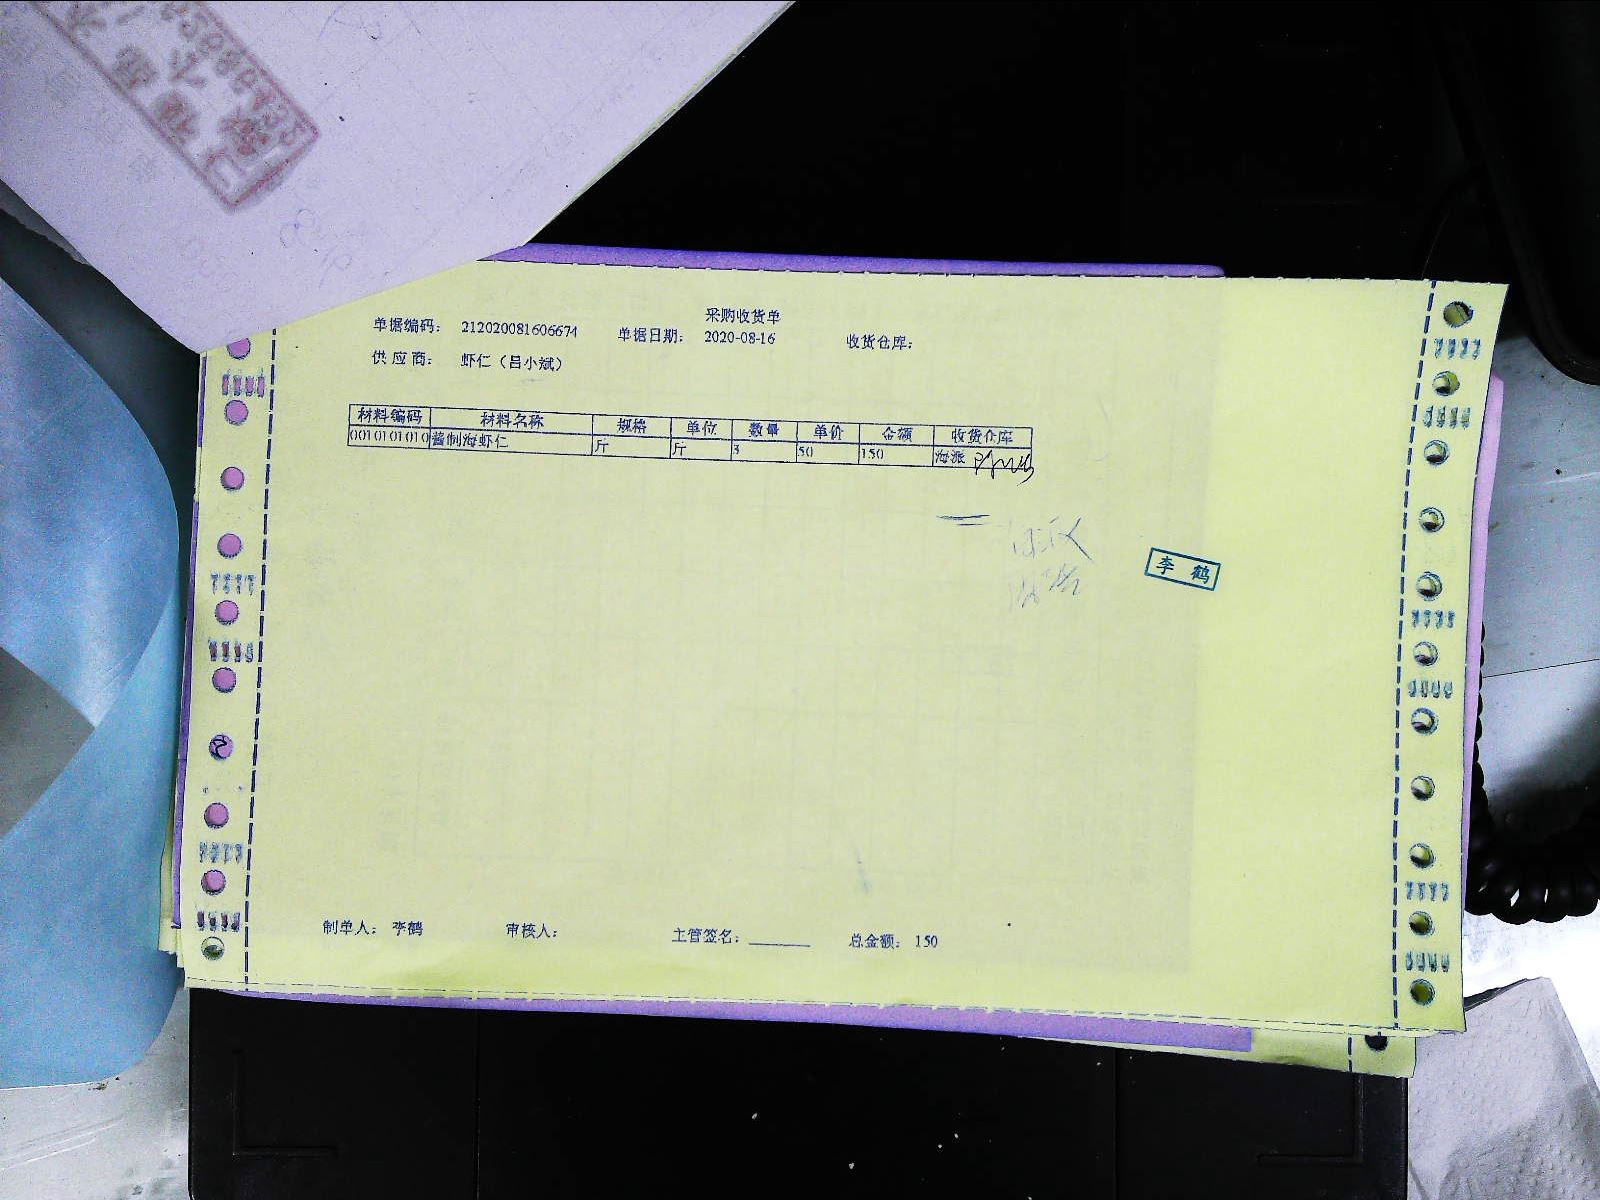 采购收货单
单据编码： 212020081606674 单据日期： 2020-08-16 收货仓库：
供应商： 虾仁（吕小斌）
材料编码 材料名称 规格 单位 数量 单价 金额 收货仓库
0010101010 酱制海虾仁 斤 斤 3 50 150 海派
李鹤
制单人： 李鹤 审核人： 主管签名： 总金额： 150